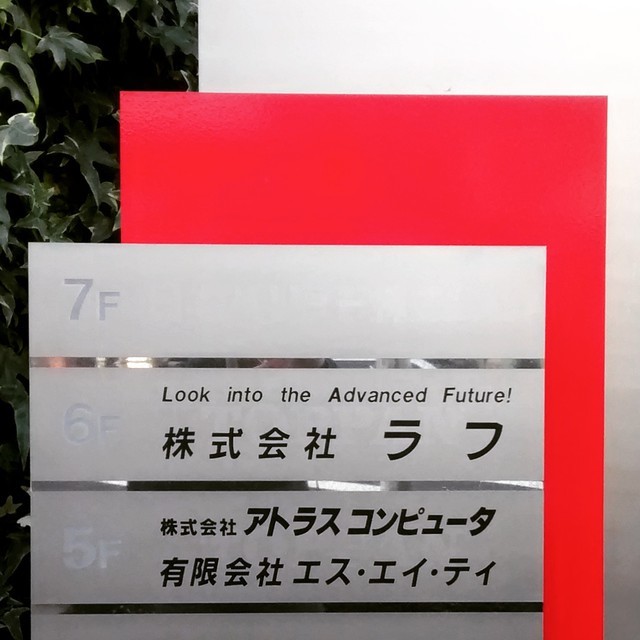 7F
Look into the Advanced Future!
6F 株式会社 ラフ
株式会社 アトラスコンピュータ
5F
有限会社 エス・エイ・ティ